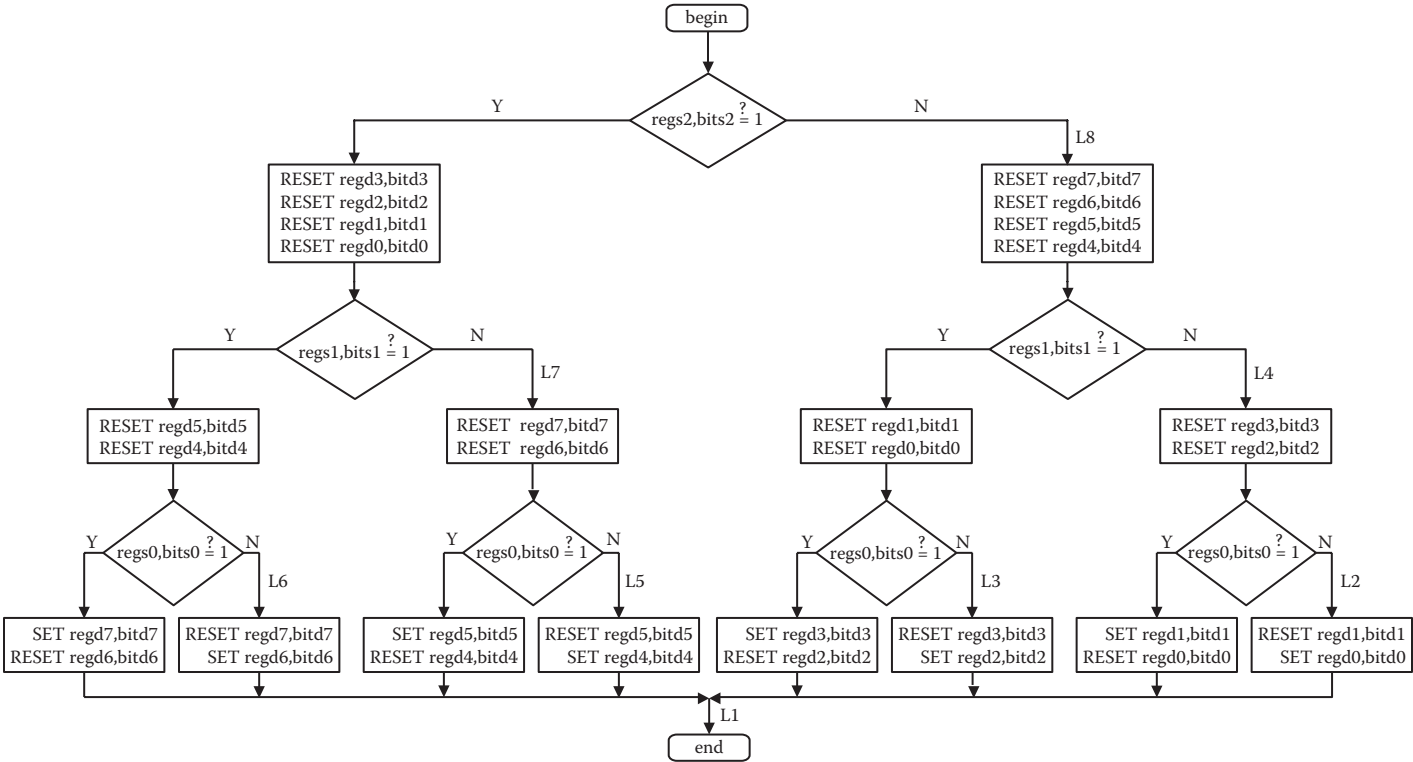 begin
Y
regs2,bits2 ≟ 1
N
L8
RESET regd3,bitd3
RESET regd2,bitd2
RESET regd1,bitd1
RESET regd0,bitd0
RESET regd7,bitd7
RESET regd6,bitd6
RESET regd5,bitd5
RESET regd4,bitd4
Y
regs1,bits1 ≟ 1
N
L7
Y
regs1,bits1 ≟ 1
N
L4
RESET regd5,bitd5
RESET regd4,bitd4
RESET regd7,bitd7
RESET regd6,bitd6
RESET regd1,bitd1
RESET regd0,bitd0
RESET regd3,bitd3
RESET regd2,bitd2
Y
regs0,bits0 ≟ 1
N
L6
Y
regs0,bits0 ≟ 1
N
L5
Y
regs0,bits0 ≟ 1
N
L3
Y
regs0,bits0 ≟ 1
N
L2
SET regd7,bitd7
RESET regd6,bitd6
RESET regd7,bitd7
SET regd6,bitd6
SET regd5,bitd5
RESET regd4,bitd4
RESET regd5,bitd5
SET regd4,bitd4
SET regd3,bitd3
RESET regd2,bitd2
RESET regd3,bitd3
SET regd2,bitd2
SET regd1,bitd1
RESET regd0,bitd0
RESET regd1,bitd1
SET regd0,bitd0
L1
end